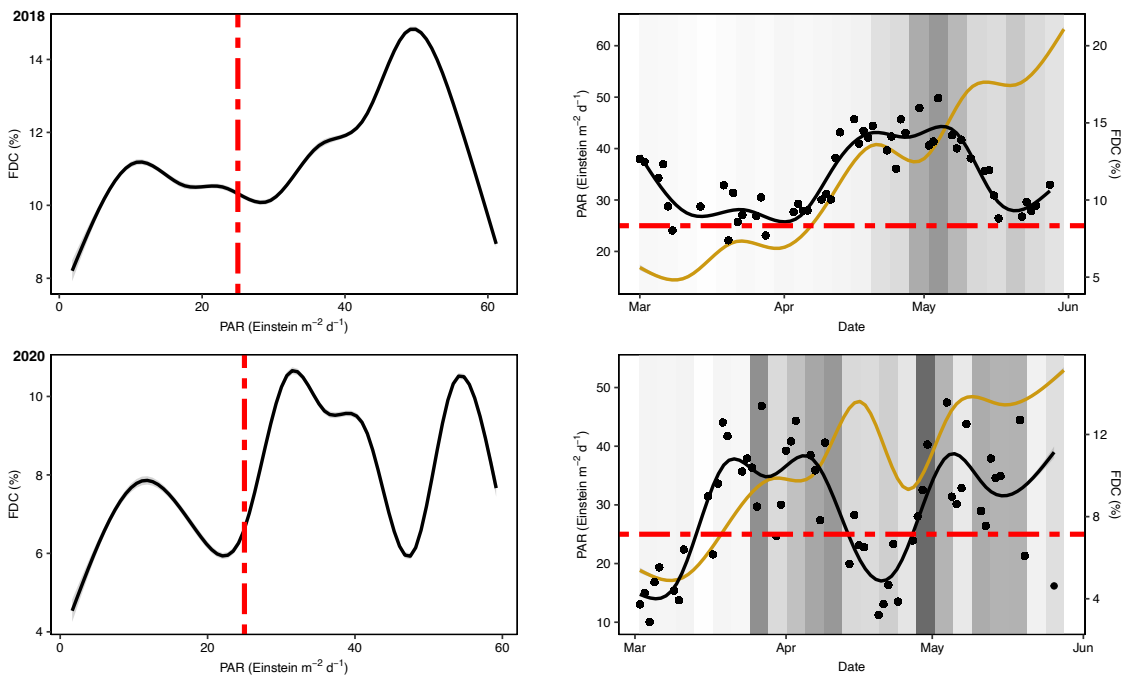 2018
14
12
10
8
FDC (%)
0
20
40
60
PAR (Einstein m⁻² d⁻¹)
60
50
40
30
20
PAR (Einstein m⁻² d⁻¹)
20
15
10
5
FDC (%)
Mar
Apr
May
Jun
Date
2020
10
8
6
4
FDC (%)
0
20
40
60
PAR (Einstein m⁻² d⁻¹)
50
40
30
20
10
PAR (Einstein m⁻² d⁻¹)
12
8
4
FDC (%)
Mar
Apr
May
Jun
Date